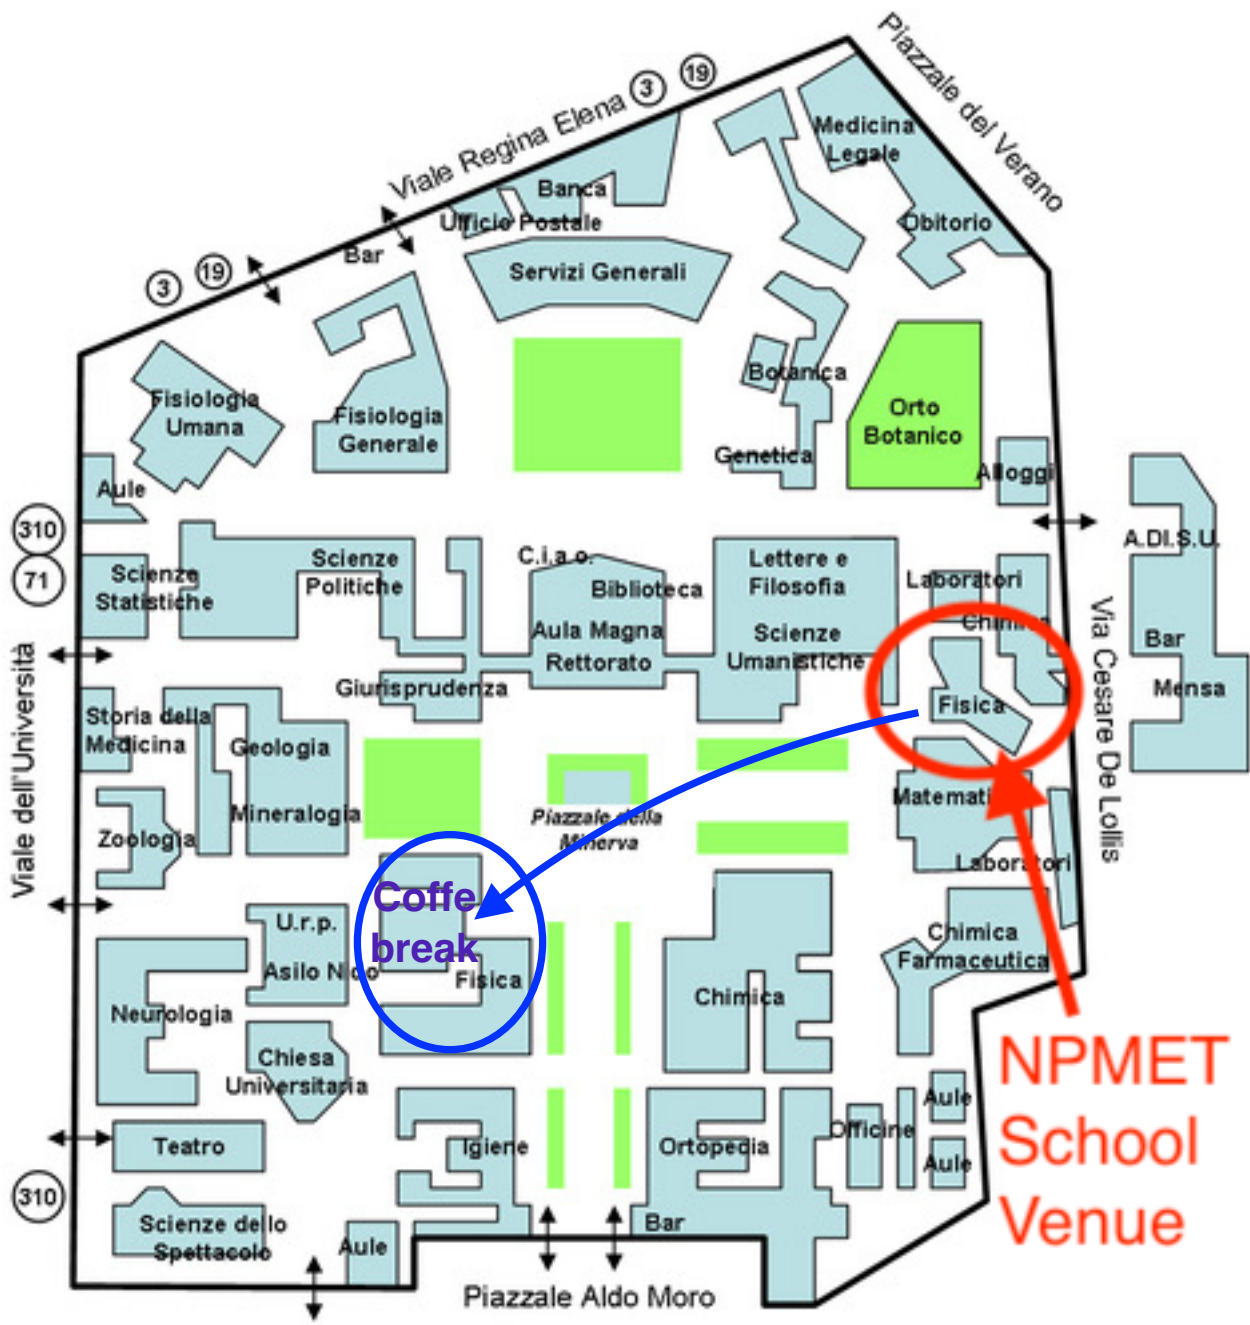 Piazzale del Verano
3
19
Viale Regina Elena
Medicina
Legale
Banca
Ufficio Postale
Obitorio
Bar
Servizi Generali
3
19
Botanica
Fisiologia
Umana
Fisiologia
Generale
Orto
Botanico
Genetica
Alloggi
Aule
310
71
Scienze
Statistiche
Scienze
Politiche
C.i.a.o.
Biblioteca
Lettere e
Filosofia
Laboratori
A.DI.S.U.
Chimica
Aula Magna
Rettorato
Scienze
Umanistiche
Bar
Mensa
Via Cesare De Lollis
Viale dell'Università
Giurisprudenza
Fisica
Storia della
Medicina
Geologia
Mineralogia
Zoologia
Piazzale della
Minerva
Matemati
Laboratori
Coffe
break
U.r.p.
Asilo Nido
Fisica
Chimica
Farmaceutica
Chimica
Neurologia
Chiesa
Universitaria
NPMET
School
Venue
Aule
Officine
Aule
Teatro
Igiene
Ortopedia
310
Scienze dello
Spettacolo
Aule
Bar
Piazzale Aldo Moro